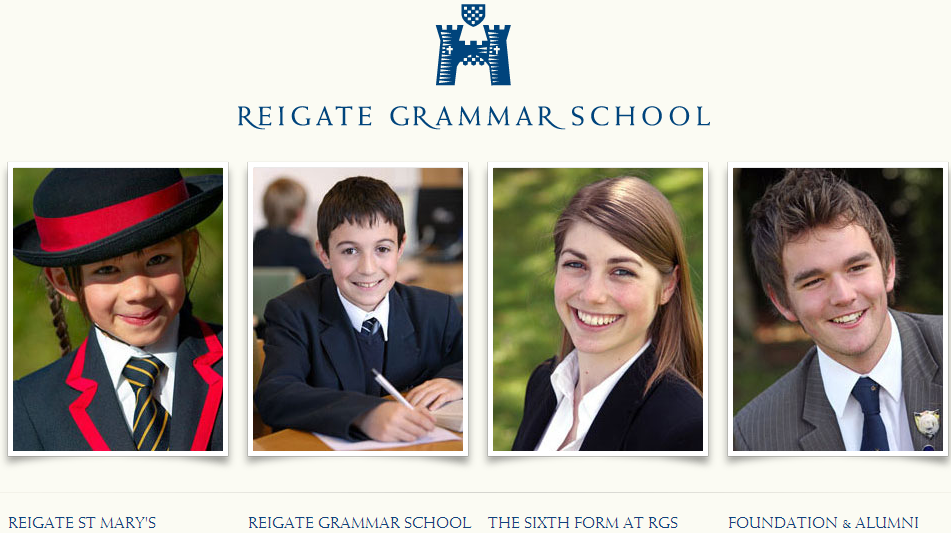 REIGATE GRAMMAR SCHOOL
REIGATE ST MARY'S
REIGATE GRAMMAR SCHOOL
THE SIXTH FORM AT RGS
FOUNDATION & ALUMNI